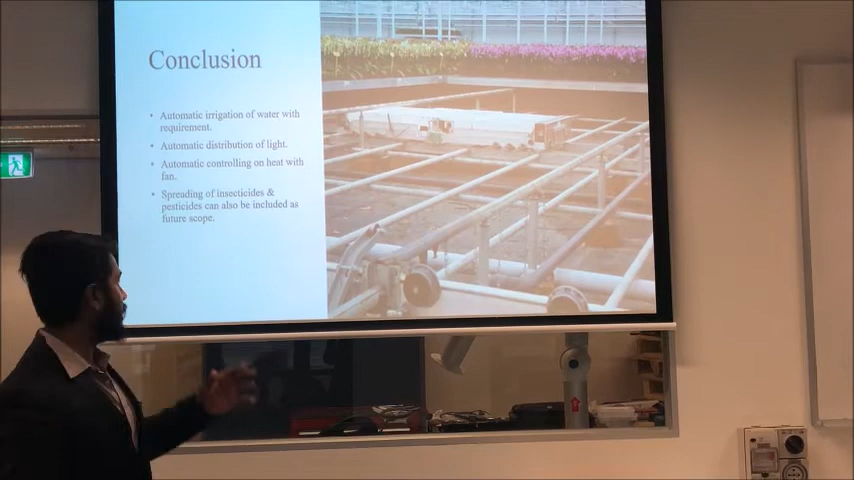 Conclusion
• Automatic irrigation of water with
requirement.
• Automatic distribution of light.
• Automatic controlling on heat with
fan.
• Spreading of insecticides &
pesticides can also be included as
future scope.